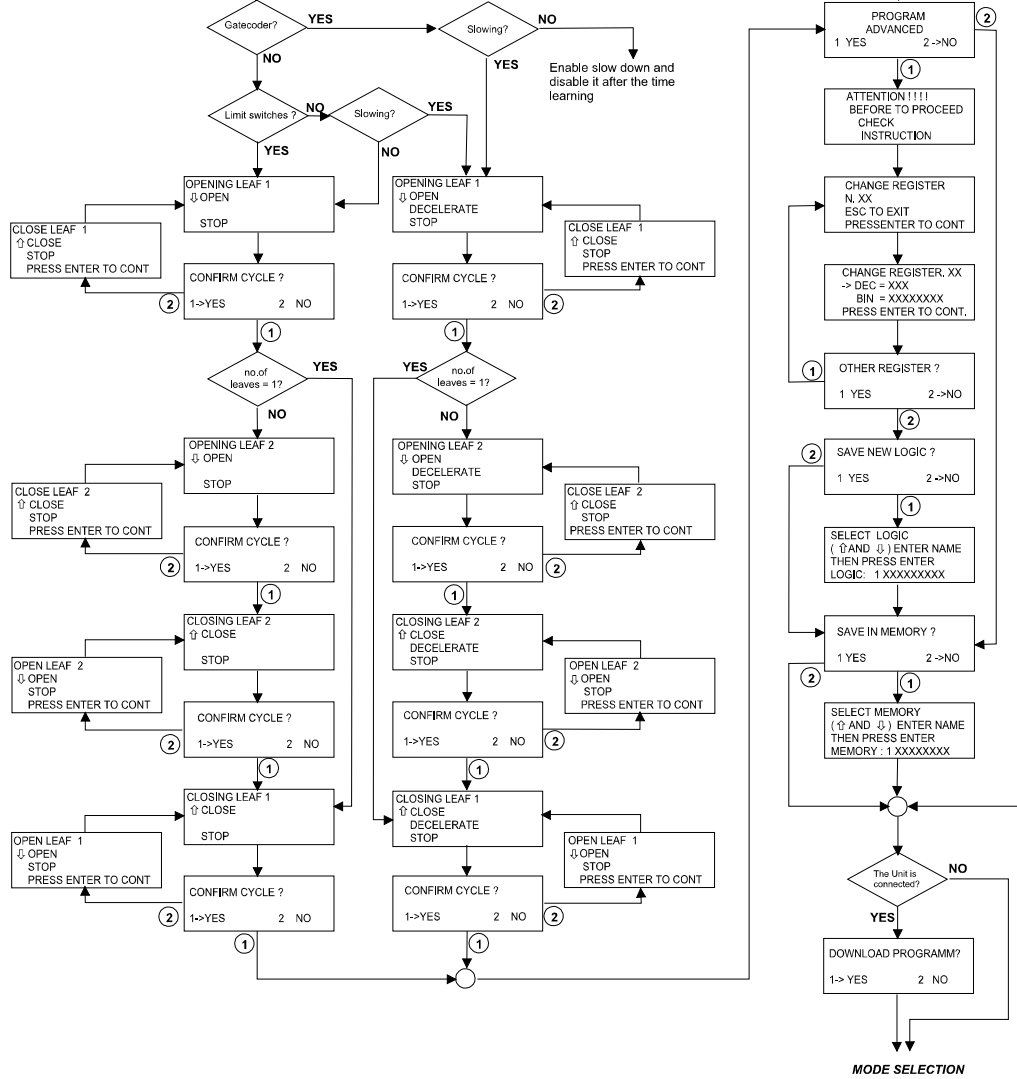 Gatecoder?
YES
Slowing?
NO
NO
YES
Enable slow down and
disable it after the time
learning
Limit switches ?
NO
Slowing?
YES
YES
NO
OPENING LEAF 1
⇩ OPEN
STOP
CLOSE LEAF 1
⇧ CLOSE
STOP
PRESS ENTER TO CONT
CONFIRM CYCLE ?
1->YES 2 NO
2
1
no.of
leaves = 1?
YES
NO
OPENING LEAF 2
⇩ OPEN
STOP
CLOSE LEAF 2
⇧ CLOSE
STOP
PRESS ENTER TO CONT
CONFIRM CYCLE ?
1->YES 2 NO
2
1
CLOSING LEAF 2
⇧ CLOSE
STOP
OPEN LEAF 2
⇩ OPEN
STOP
PRESS ENTER TO CONT
CONFIRM CYCLE ?
1->YES 2 NO
2
1
CLOSING LEAF 1
⇧ CLOSE
STOP
OPEN LEAF 1
⇩ OPEN
STOP
PRESS ENTER TO CONT
CONFIRM CYCLE ?
1->YES 2 NO
2
1
OPENING LEAF 1
⇩ OPEN
DECELERATE
STOP
CLOSE LEAF 1
⇧ CLOSE
STOP
PRESS ENTER TO CONT
CONFIRM CYCLE ?
1->YES 2 NO
2
1
YES
no.of
leaves = 1?
NO
OPENING LEAF 2
⇩ OPEN
DECELERATE
STOP
CLOSE LEAF 2
⇧ CLOSE
STOP
PRESS ENTER TO CONT
CONFIRM CYCLE ?
1->YES 2 NO
2
1
CLOSING LEAF 2
⇧ CLOSE
DECELERATE
STOP
OPEN LEAF 2
⇩ OPEN
STOP
PRESS ENTER TO CONT
CONFIRM CYCLE ?
1->YES 2 NO
2
1
CLOSING LEAF 1
⇧ CLOSE
DECELERATE
STOP
OPEN LEAF 1
⇩ OPEN
STOP
PRESS ENTER TO CONT
CONFIRM CYCLE ?
1->YES 2 NO
2
1
PROGRAM
ADVANCED
1 YES 2 ->NO
2
1
ATTENTION ! ! ! !
BEFORE TO PROCEED
CHECK
INSTRUCTION
CHANGE REGISTER
N. XX
ESC TO EXIT
PRESSENTER TO CONT
CHANGE REGISTER, XX
-> DEC = XXX
BIN = XXXXXXXX
PRESS ENTER TO CONT.
OTHER REGISTER ?
1 YES 2 ->NO
1
2
SAVE NEW LOGIC ?
1 YES 2 ->NO
2
1
SELECT LOGIC
( ⇧ AND ⇩ ) ENTER NAME
THEN PRESS ENTER
LOGIC: 1 XXXXXXXXX
SAVE IN MEMORY ?
1 YES 2 ->NO
2
1
SELECT MEMORY
( ⇧ AND ⇩ ) ENTER NAME
THEN PRESS ENTER
MEMORY : 1 XXXXXXXX
The Unit is
connected?
NO
YES
DOWNLOAD PROGRAMM?
1-> YES 2 NO
MODE SELECTION